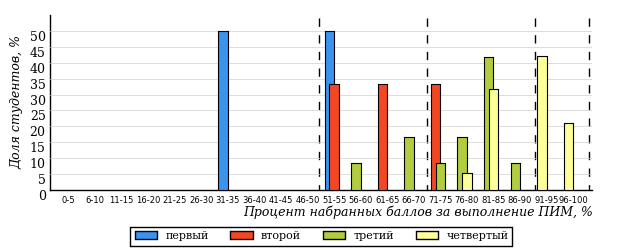 Доля студентов, %
50
45
40
35
30
25
20
15
10
5
0
0-5 6-10 11-15 16-20 21-25 26-30 31-35 36-40 41-45 46-50 51-55 56-60 61-65 66-70 71-75 76-80 81-85 86-90 91-95 96-100
Процент набранных баллов за выполнение ПИМ, %
первый второй третий четвертый